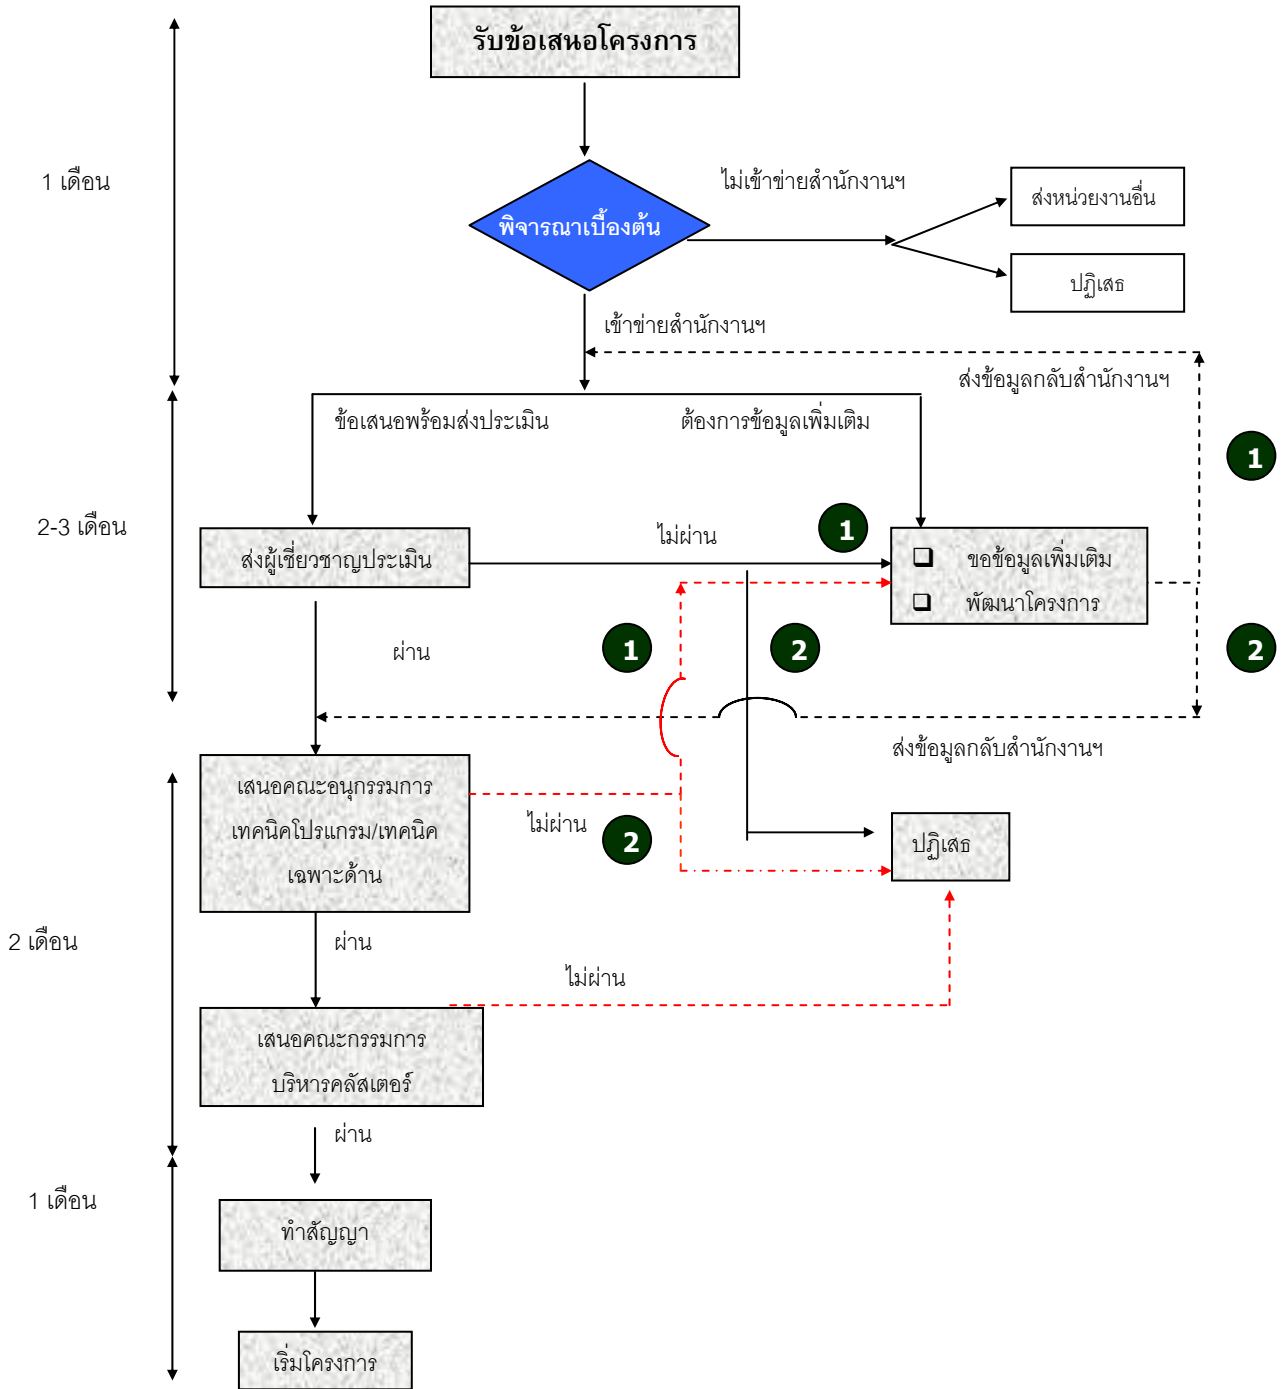 รับข้อเสนอโครงการ
1 เดือน
ไม่เข้าข่ายสำนักงานฯ
ส่งหน่วยงานอื่น
พิจารณาเบื้องต้น
ปฏิเสธ
เข้าข่ายสำนักงานฯ
ส่งข้อมูลกลับสำนักงานฯ
ข้อเสนอพร้อมส่งประเมิน
ต้องการข้อมูลเพิ่มเติม
1
2-3 เดือน
ไม่ผ่าน
1
ส่งผู้เชี่ยวชาญประเมิน
ขอข้อมูลเพิ่มเติม
พัฒนาโครงการ
ผ่าน
1
2
2
ส่งข้อมูลกลับสำนักงานฯ
เสนอคณะอนุกรรมการ
เทคนิคโปรแกรม/เทคนิค
เฉพาะด้าน
ไม่ผ่าน
2
ปฏิเสธ
2 เดือน
ผ่าน
ไม่ผ่าน
เสนอคณะกรรมการ
บริหารคลัสเตอร์
ผ่าน
1 เดือน
ทำสัญญา
เริ่มโครงการ